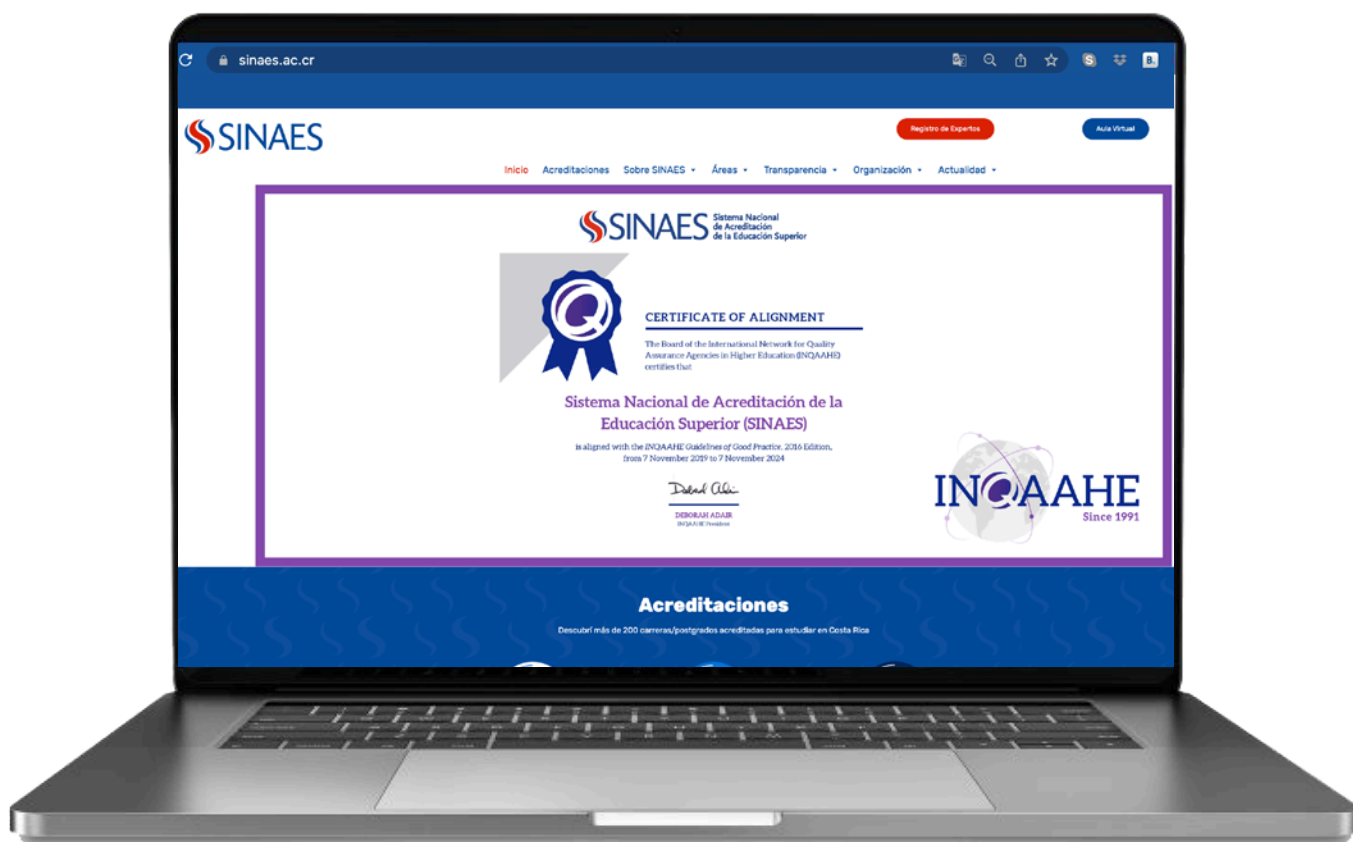 sinaes.ac.cr
SINAES
Registro de Expertos
Aula Virtual
Inicio Acreditaciones Sobre SINAES Áreas Transparencia Organización Actualidad
SINAES
Sistema Nacional
de Acreditación
de la Educación Superior
CERTIFICATE OF ALIGNMENT
The Board of the International Network for Quality
Assurance Agencies in Higher Education (INQAAHE)
certifies that
Sistema Nacional de Acreditación de la
Educación Superior (SINAES)
is aligned with the INQAAHE Guidelines of Good Practice, 2016 Edition,
from 7 November 2019 to 7 November 2024
DEBORAH ADAIR
INQAAHE President
INQAAHE
Since 1991
Acreditaciones
Descubrí más de 200 carreras/postgrados acreditadas para estudiar en Costa Rica